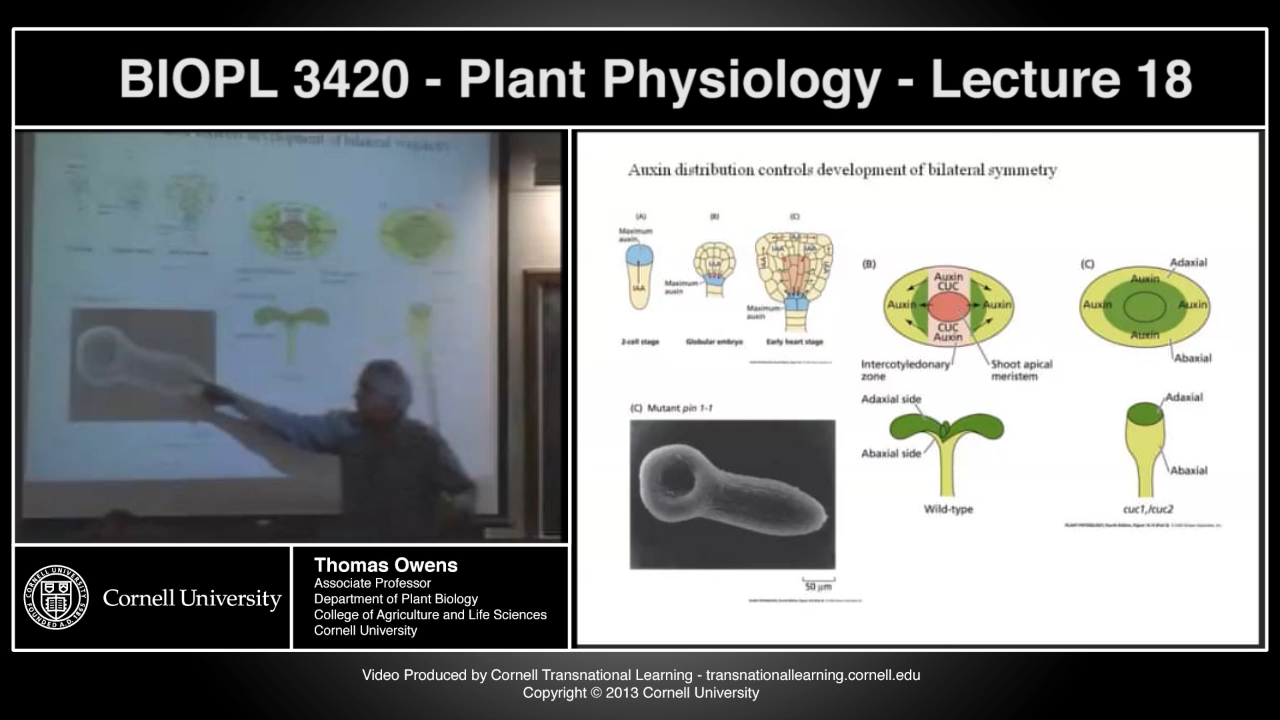 BIOPL 3420 - Plant Physiology - Lecture 18
Auxin distribution controls development of bilateral symmetry
(A)
(B)
(C)
Maximum
auxin
IAA
2-cell stage
IAA
Maximum
auxin
Globular embryo
IAA
IAA
IAA
Maximum
auxin
Early heart stage
(B)
Auxin
CUC
Auxin
Auxin
CUC
Auxin
Intercotyledonary
zone
Shoot apical
meristem
Adaxial side
Abaxial side
Wild-type
(C)
Adaxial
Auxin
Auxin
Auxin
Auxin
Abaxial
Adaxial
Abaxial
cuc1,/cuc2
(C) Mutant pin 1-1
50 μm
Cornell University
Thomas Owens
Associate Professor
Department of Plant Biology
College of Agriculture and Life Sciences
Cornell University
Video Produced by Cornell Transnational Learning - transnationallearning.cornell.edu
Copyright © 2013 Cornell University